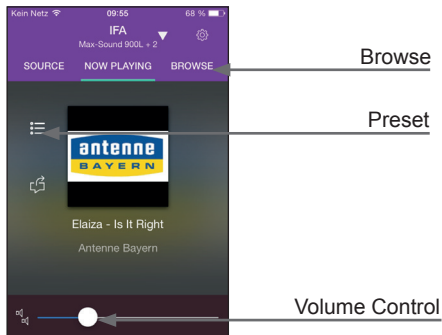 Kein Netz 09:55 68 %
IFA
Max-Sound 900L + 2
SOURCE NOW PLAYING BROWSE
Browse
Preset
antenne
BAYERN
Elaiza - Is It Right
Antenne Bayern
Volume Control